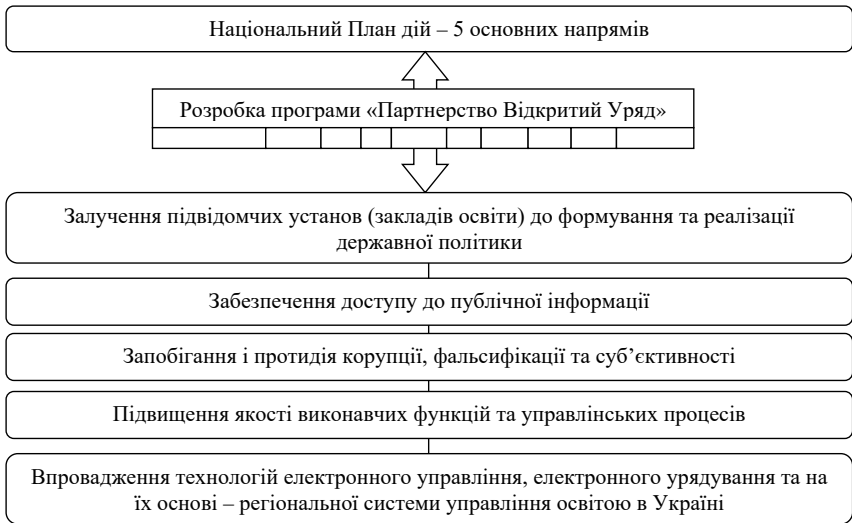 Національний План дій – 5 основних напрямів
Розробка програми «Партнерство Відкритий Уряд»
Залучення підвідомчих установ (закладів освіти) до формування та реалізації
державної політики
Забезпечення доступу до публічної інформації
Запобігання і протидія корупції, фальсифікації та суб’єктивності
Підвищення якості виконавчих функцій та управлінських процесів
Впровадження технологій електронного управління, електронного урядування та на
їх основі – регіональної системи управління освітою в Україні